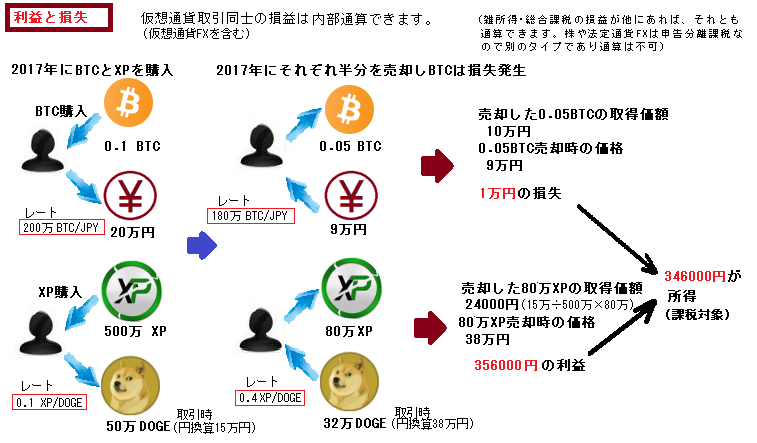 利益と損失
仮想通貨取引同士の損益は内部通算できます。
(仮想通貨FXを含む)
(雑所得・総合課税の損益が他にあれば、それとも
通算できます。株や法定通貨FXは申告分離課税な
ので別のタイプであり通算は不可)
2017年にBTCとXPを購入
BTC購入
0.1 BTC
レート
200万 BTC/JPY
20万円
XP購入
XP
500万 XP
レート
0.1 XP/DOGE
50万DOGE
取引時
(円換算15万円)
2017年にそれぞれ半分を売却しBTCは損失発生
0.05 BTC
レート
180万 BTC/JPY
9万円
XP
80万XP
レート
0.4 XP/DOGE
32万DOGE
取引時
(円換算38万円)
売却した0.05BTCの取得価額
10万円
0.05BTC売却時の価格
9万円
1万円の損失
売却した80万XPの取得価額
24000円(15万÷500万×80万)
80万XP売却時の価格
38万円
356000円の利益
346000円が
所得
(課税対象)